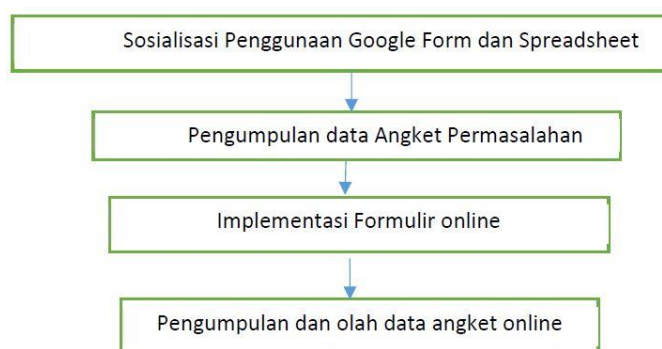 Sosialisasi Penggunaan Google Form dan Spreadsheet
Pengumpulan data Angket Permasalahan
Implementasi Formulir online
Pengumpulan dan olah data angket online